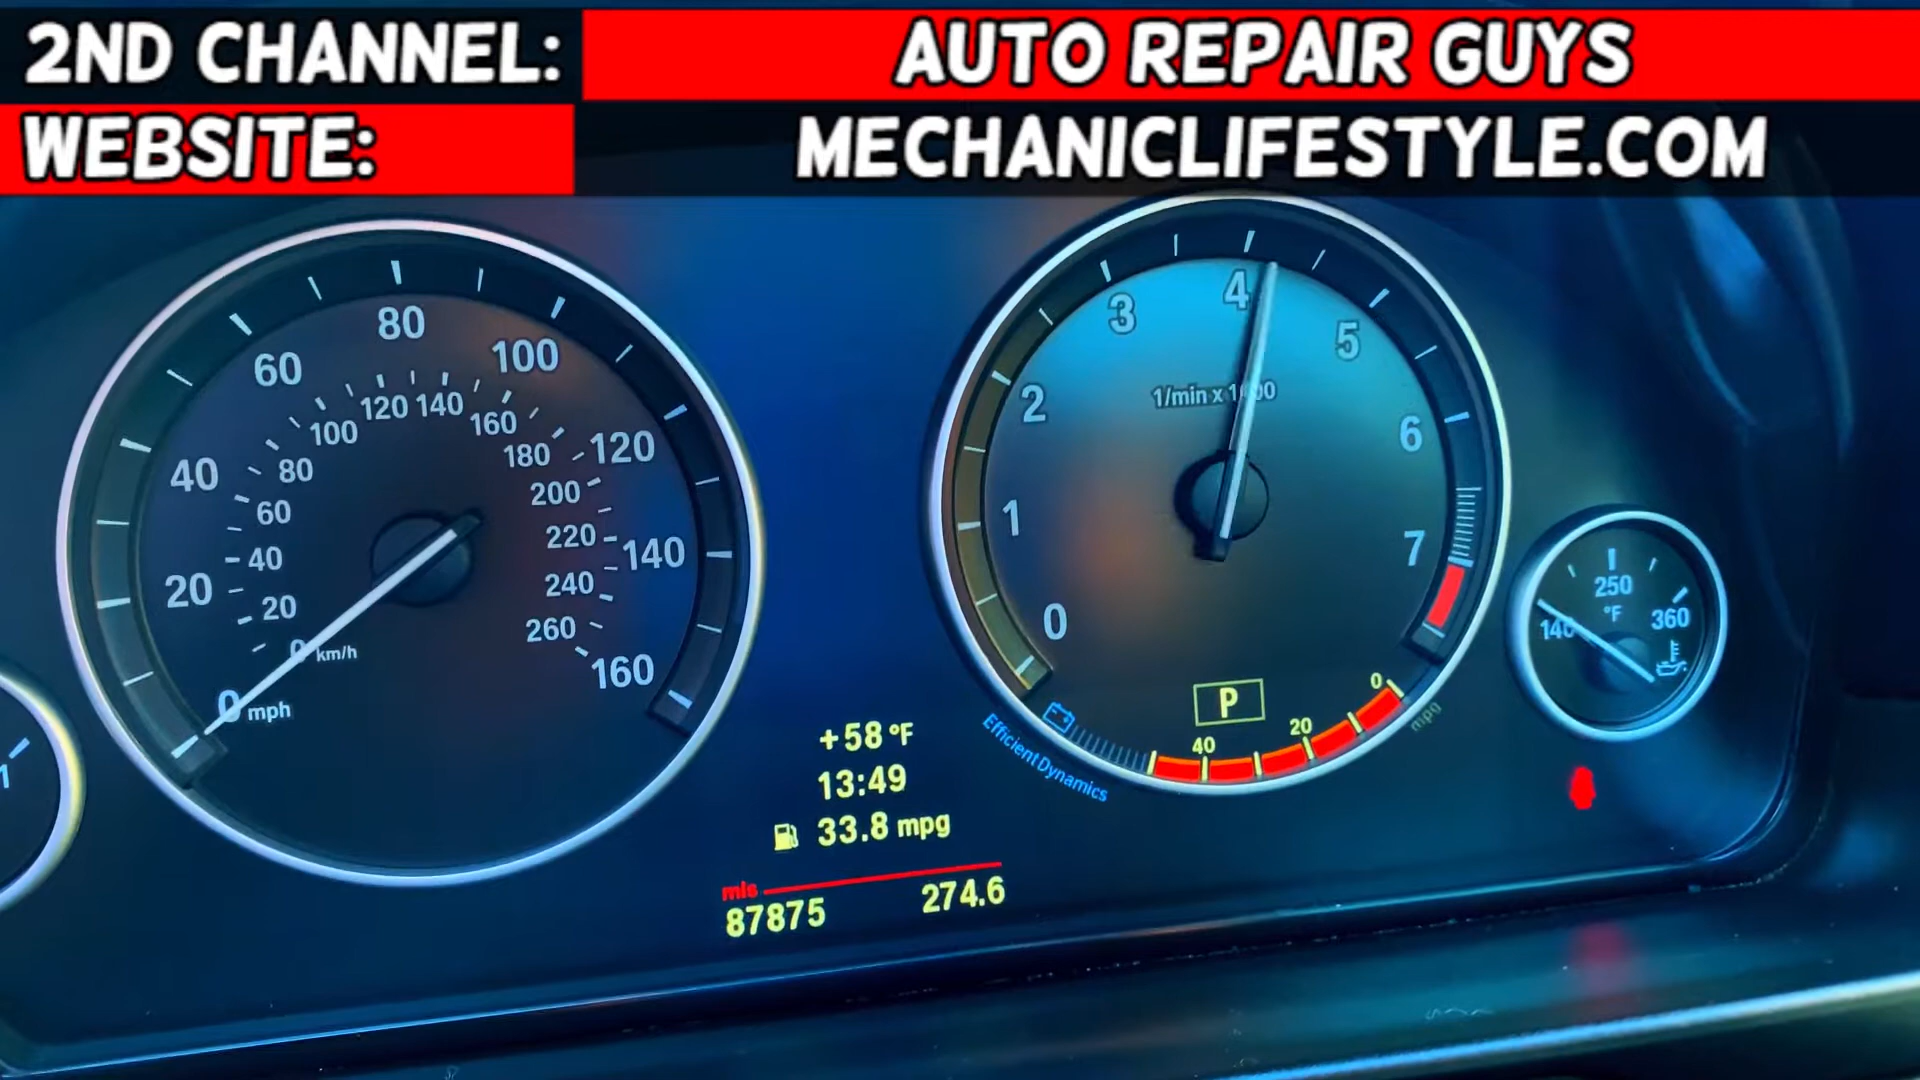 2ND CHANNEL: AUTO REPAIR GUYS
WEBSITE: MECHANICLIFESTYLE.COM
80
60 100
120 140
100 160
40 80 180 120
60 200
40 220 140
20 20 240
0 km/h 260
0 mph 160
4
3 5
1/min x 1000
2 6
1 7
0
P
0
40 20 mpg
EfficientDynamics
250
°F
140 360
1
+58 °F
13:49
33.8 mpg
mls
87875 274.6